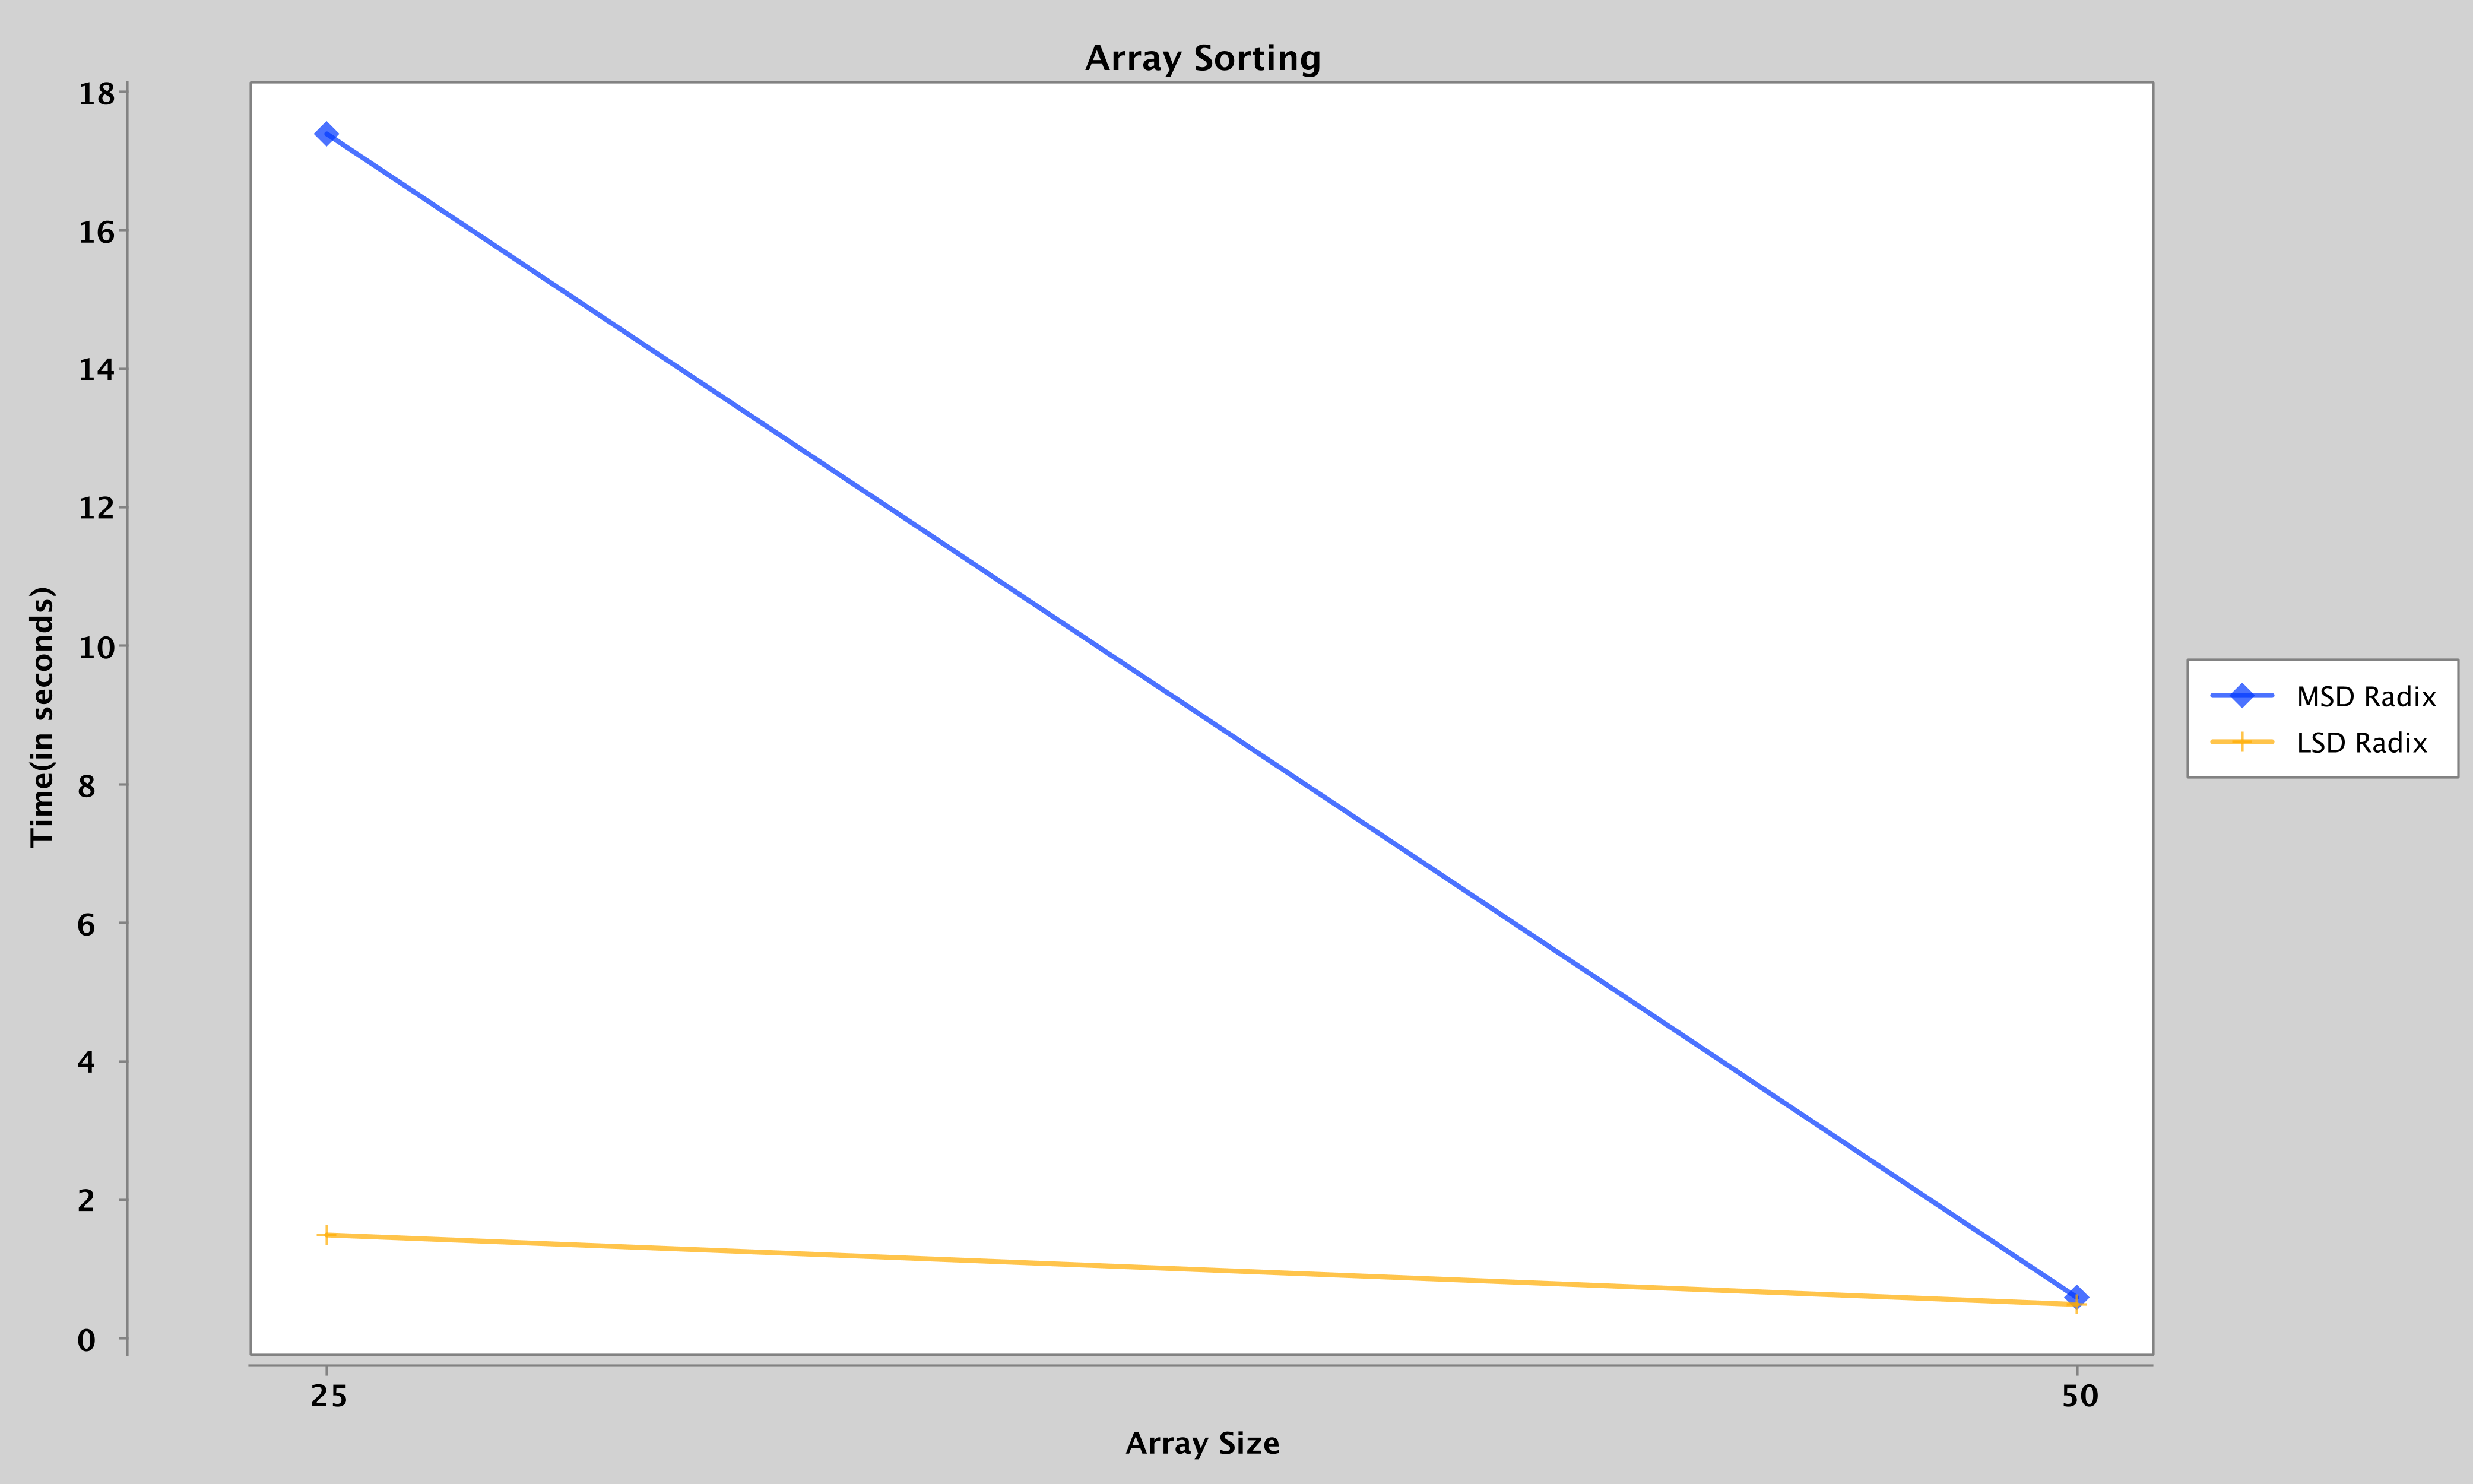 Array Sorting
18
16
14
12
10
8
6
4
2
0
Time(in seconds)
25
50
Array Size
MSD Radix
LSD Radix